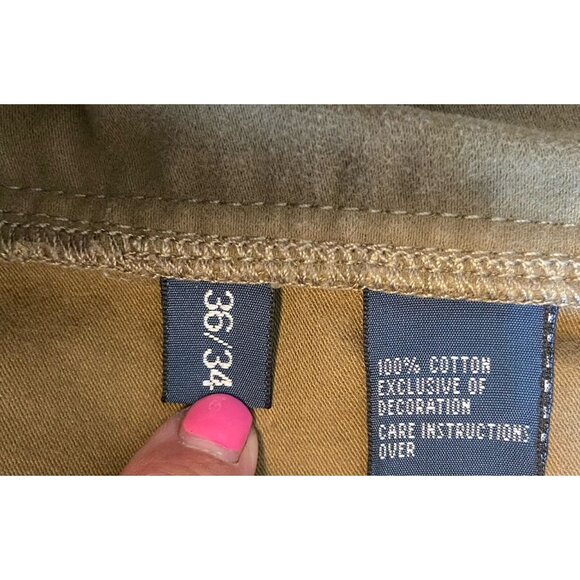 36/34
100% COTTON
EXCLUSIVE OF
DECORATION
CARE INSTRUCTIONS
OVER